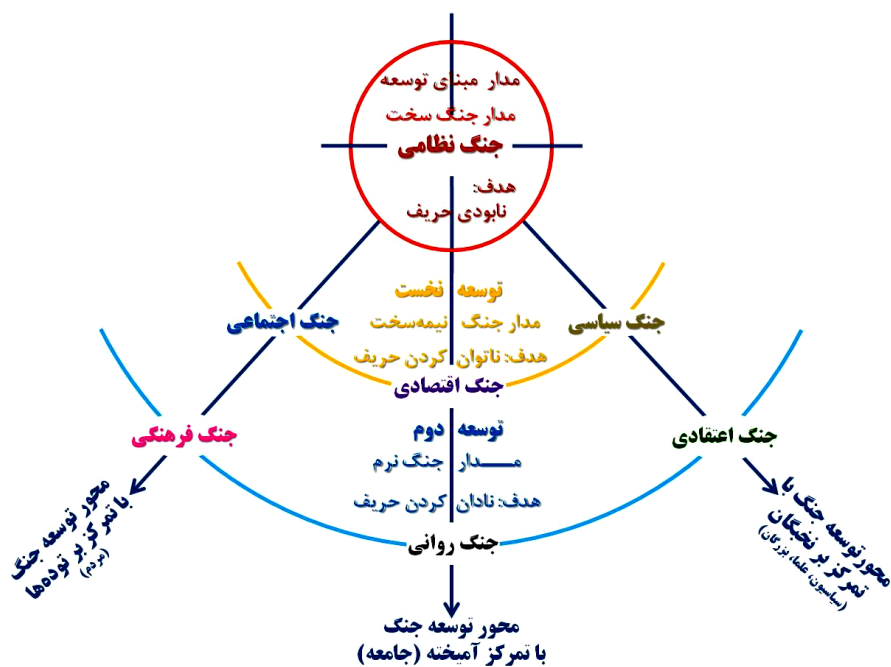 مدار مبنای توسعه
مدار جنگ سخت
جنگ نظامی
هدف:
نابودی حریف
توسعه نخست
مدار جنگ نیمه‌سخت
هدف: ناتوان کردن حریف
جنگ سیاسی
جنگ اجتماعی
جنگ اقتصادی
توسعه دوم
مـــدار جنگ نرم
هدف: نادان کردن حریف
جنگ اعتقادی
جنگ فرهنگی
جنگ روانی
محور توسعه جنگ با
تمرکز بر نخبگان
(سیاسیون، علما، بزرگان)
محور توسعه جنگ
با تمرکز آمیخته (جامعه)
محور توسعه جنگ
با تمرکز بر توده‌ها
(مردم)